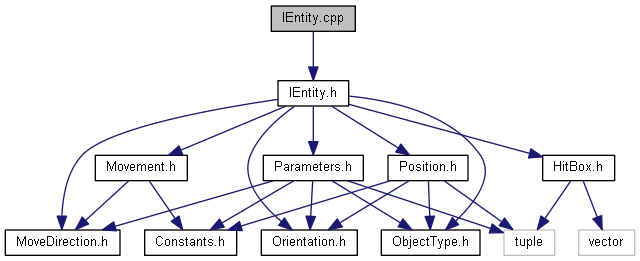 IEntity.cpp
IEntity.h
Movement.h
Parameters.h
Position.h
HitBox.h
MoveDirection.h
Constants.h
Orientation.h
ObjectType.h
tuple
vector